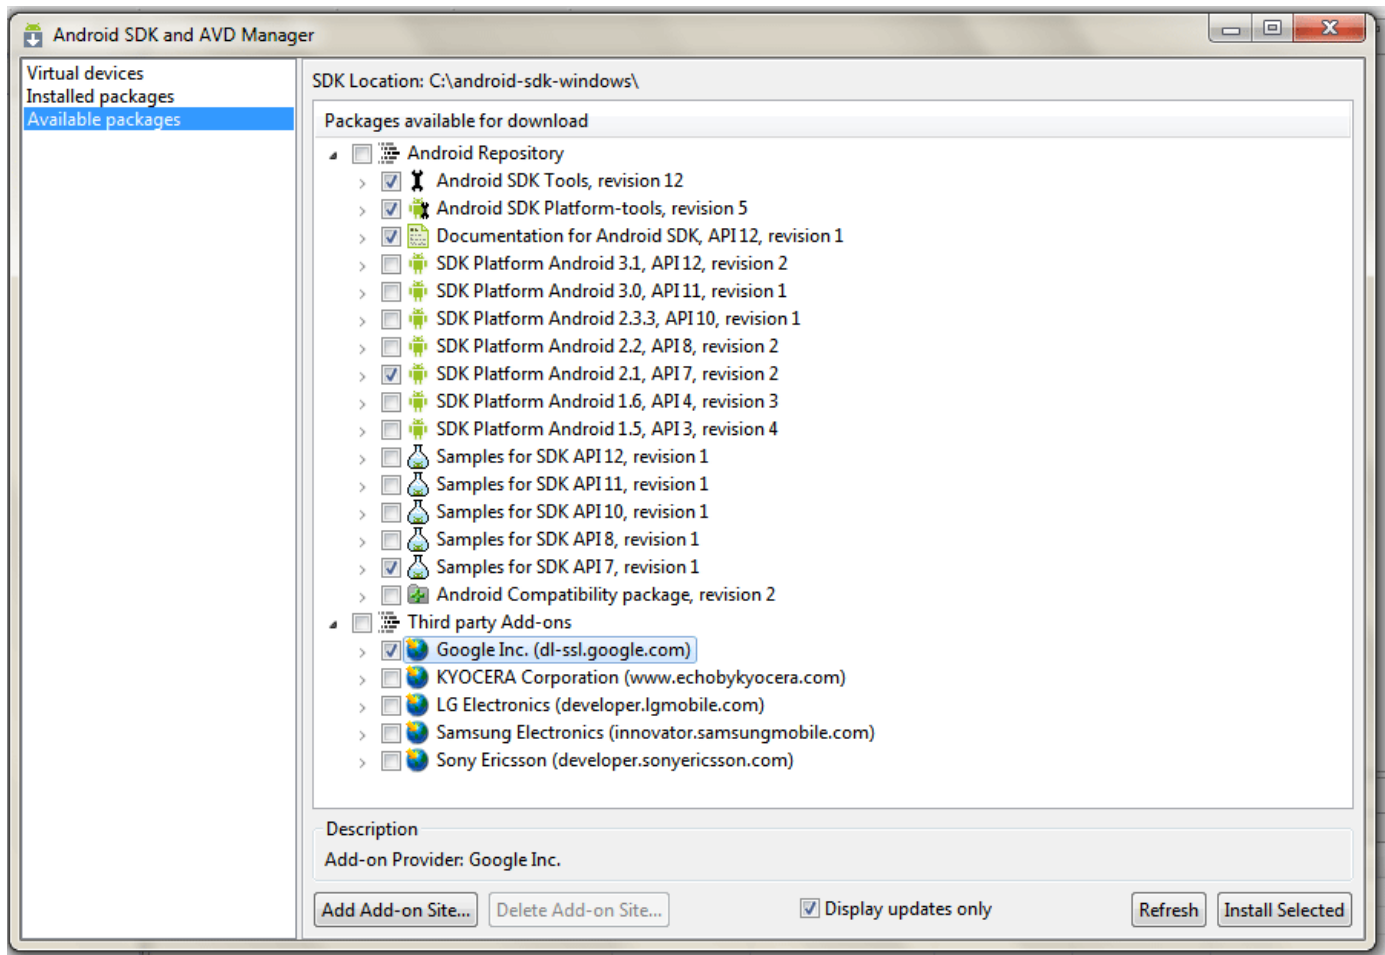 Android SDK and AVD Manager
Virtual devices
Installed packages
Available packages
SDK Location: C:\android-sdk-windows\
Packages available for download
Android Repository
Android SDK Tools, revision 12
Android SDK Platform-tools, revision 5
Documentation for Android SDK, API 12, revision 1
SDK Platform Android 3.1, API 12, revision 2
SDK Platform Android 3.0, API 11, revision 1
SDK Platform Android 2.3.3, API 10, revision 1
SDK Platform Android 2.2, API 8, revision 2
SDK Platform Android 2.1, API 7, revision 2
SDK Platform Android 1.6, API 4, revision 3
SDK Platform Android 1.5, API 3, revision 4
Samples for SDK API 12, revision 1
Samples for SDK API 11, revision 1
Samples for SDK API 10, revision 1
Samples for SDK API 8, revision 1
Samples for SDK API 7, revision 1
Android Compatibility package, revision 2
Third party Add-ons
Google Inc. (dl-ssl.google.com)
KYOCERA Corporation (www.echobykyocera.com)
LG Electronics (developer.lgmobile.com)
Samsung Electronics (innovator.samsungmobile.com)
Sony Ericsson (developer.sonyericsson.com)
Description
Add-on Provider: Google Inc.
Add Add-on Site... Delete Add-on Site... Display updates only Refresh Install Selected